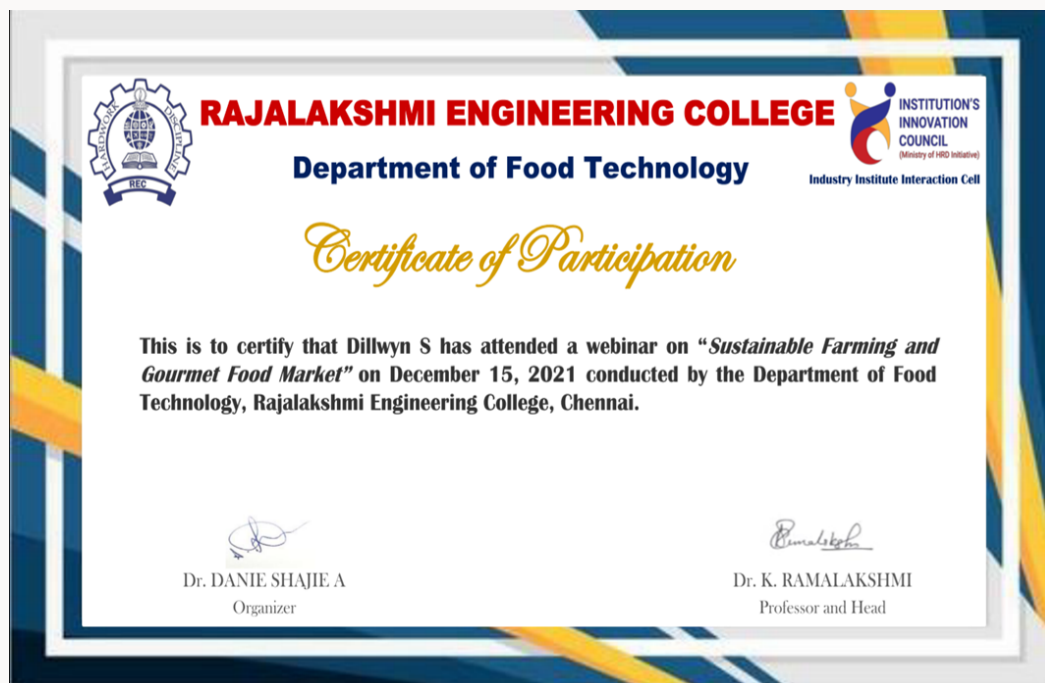 HARDWORK
DISCIPLINE
REC
RAJALAKSHMI ENGINEERING COLLEGE
INSTITUTION'S
INNOVATION
COUNCIL
(Ministry of HRD Initiative)
Department of Food Technology
Industry Institute Interaction Cell
Certificate of Participation
This is to certify that Dillwyn S has attended a webinar on “Sustainable Farming and
Gourmet Food Market” on December 15, 2021 conducted by the Department of Food
Technology, Rajalakshmi Engineering College, Chennai.
Dr. DANIE SHAJIE A
Dr. K. RAMALAKSHMI
Organizer
Professor and Head